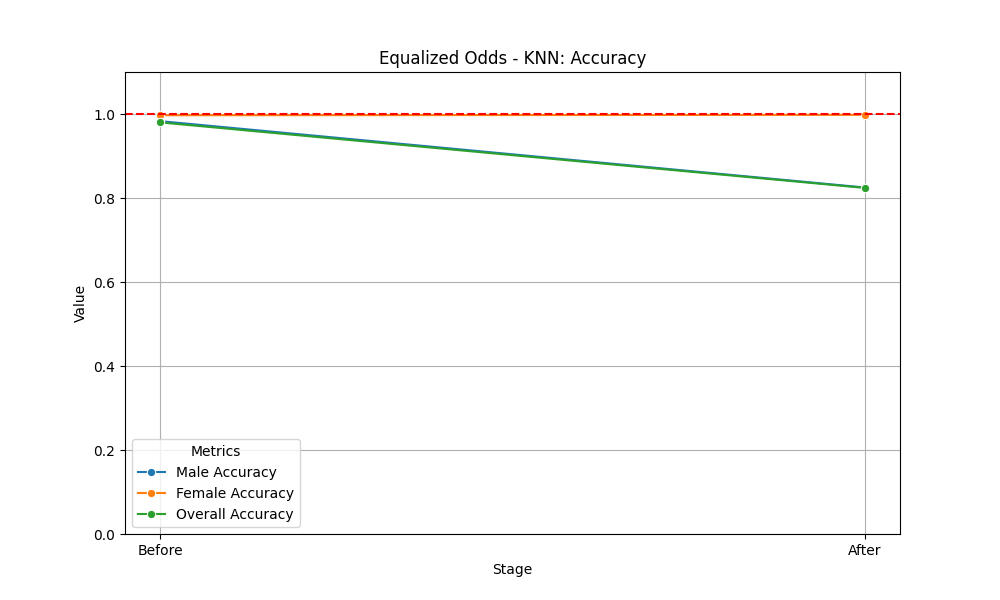 Equalized Odds - KNN: Accuracy
Value
1.0
0.8
0.6
0.4
0.2
0.0
Metrics
Male Accuracy
Female Accuracy
Overall Accuracy
Before
After
Stage